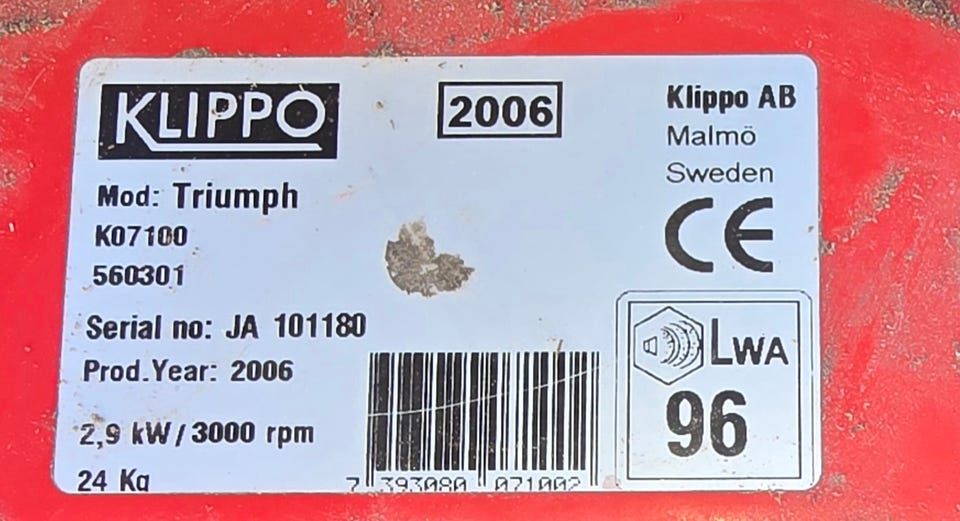 KLIPPO
2006
Klippo AB
Malmö
Sweden
CE
Mod: Triumph
K07100
560301
Serial no: JA 101180
Prod.Year: 2006
2,9 kW / 3000 rpm
24 Kg
7 393080 071002
LWA
96